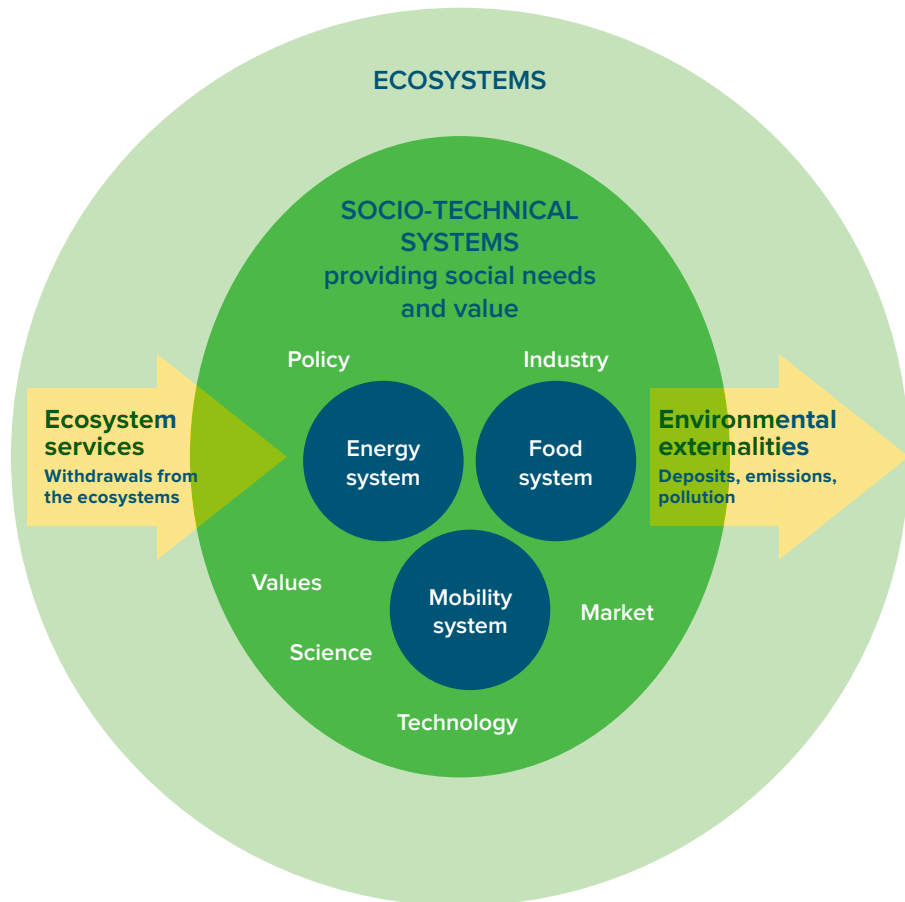 ECOSYSTEMS
SOCIO-TECHNICAL
SYSTEMS
providing social needs
and value
Policy
Industry
Ecosystem
services
Withdrawals from
the ecosystems
Energy
system
Food
system
Environmental
externalities
Deposits, emissions,
pollution
Values
Mobility
system
Market
Science
Technology